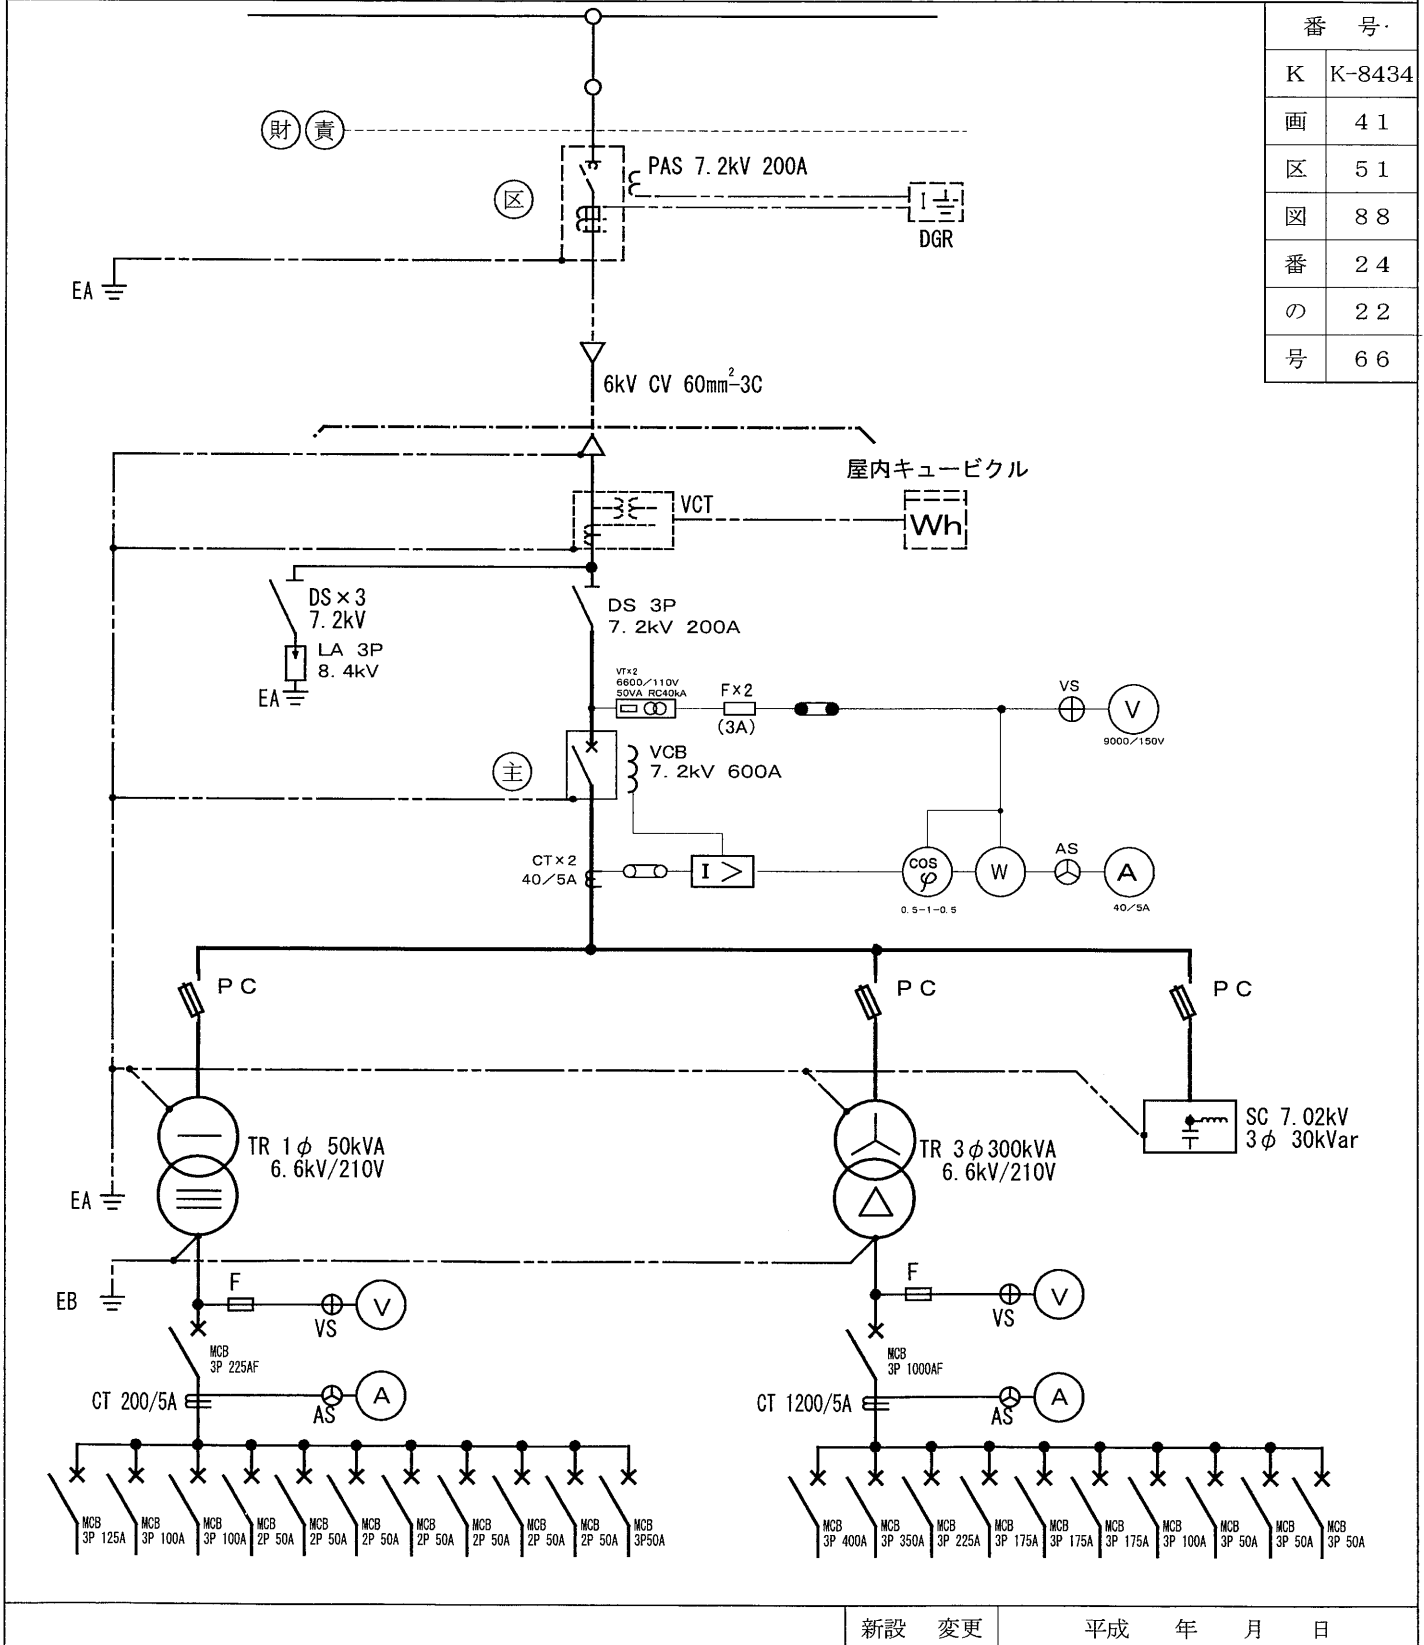 番 号
K K-8434
画 41
区 51
図 88
番 24
の 22
号 66
財 責
区
PAS 7.2kV 200A
I
DGR
EA
6kV CV 60mm²-3C
屋内キュービクル
VCT
Wh
DS×3
7.2kV
LA 3P
8.4kV
EA
DS 3P
7.2kV 200A
VT×2
6600/110V
50VA RC40kA
F×2
(3A)
VS
V
9000/150V
主
VCB
7.2kV 600A
CT×2
40/5A
I >
COS
φ
0.5-1-0.5
W
AS
A
40/5A
PC
PC
PC
TR 1φ 50kVA
6.6kV/210V
TR 3φ300kVA
6.6kV/210V
SC 7.02kV
3φ 30kVar
EA
EB
F
VS
V
MCB
3P 225AF
CT 200/5A
AS
A
F
VS
V
MCB
3P 1000AF
CT 1200/5A
AS
A
MCB
3P 125A
MCB
3P 100A
MCB
3P 100A
MCB
2P 50A
MCB
2P 50A
MCB
2P 50A
MCB
2P 50A
MCB
2P 50A
MCB
2P 50A
MCB
2P 50A
MCB
3P50A
MCB
3P 400A
MCB
3P 350A
MCB
3P 225A
MCB
3P 175A
MCB
3P 175A
MCB
3P 175A
MCB
3P 100A
MCB
3P 50A
MCB
3P 50A
MCB
3P 50A
新設 変更 平成 年 月 日